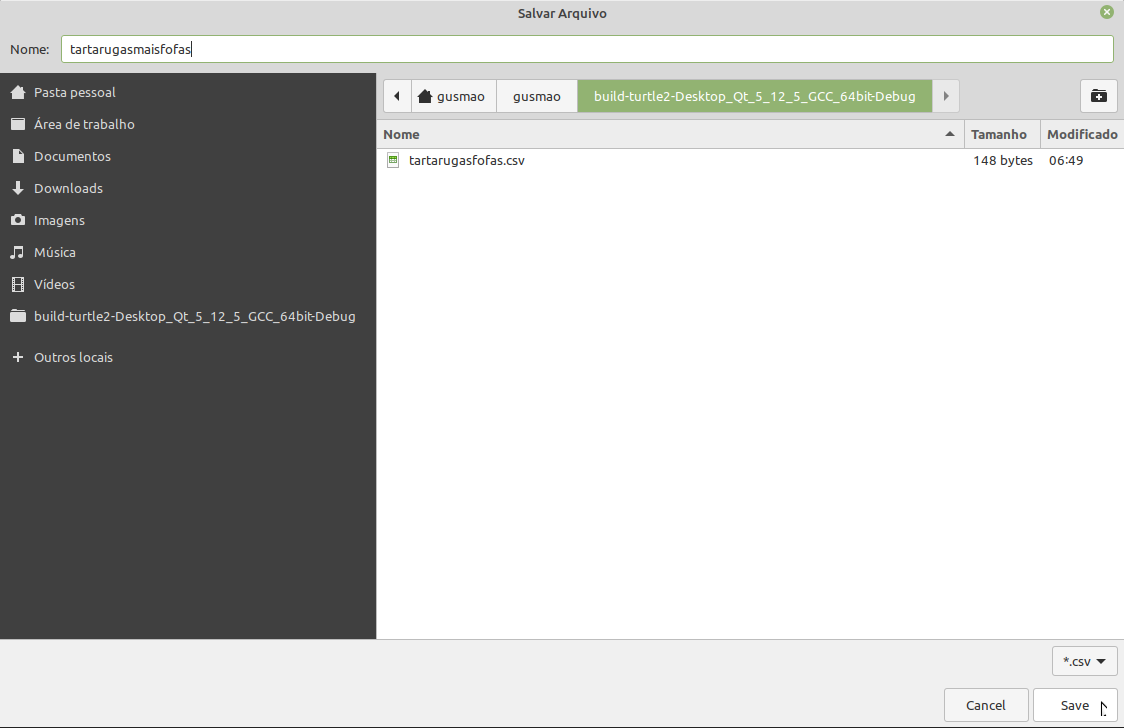 Salvar Arquivo
Nome: tartarugasmaisfofas
Pasta pessoal
Área de trabalho
Documentos
Downloads
Imagens
Música
Vídeos
build-turtle2-Desktop_Qt_5_12_5_GCC_64bit-Debug
Outros locais
gusmao gusmao build-turtle2-Desktop_Qt_5_12_5_GCC_64bit-Debug
Nome Tamanho Modificado
tartarugasfofas.csv 148 bytes 06:49
*.csv
Cancel Save